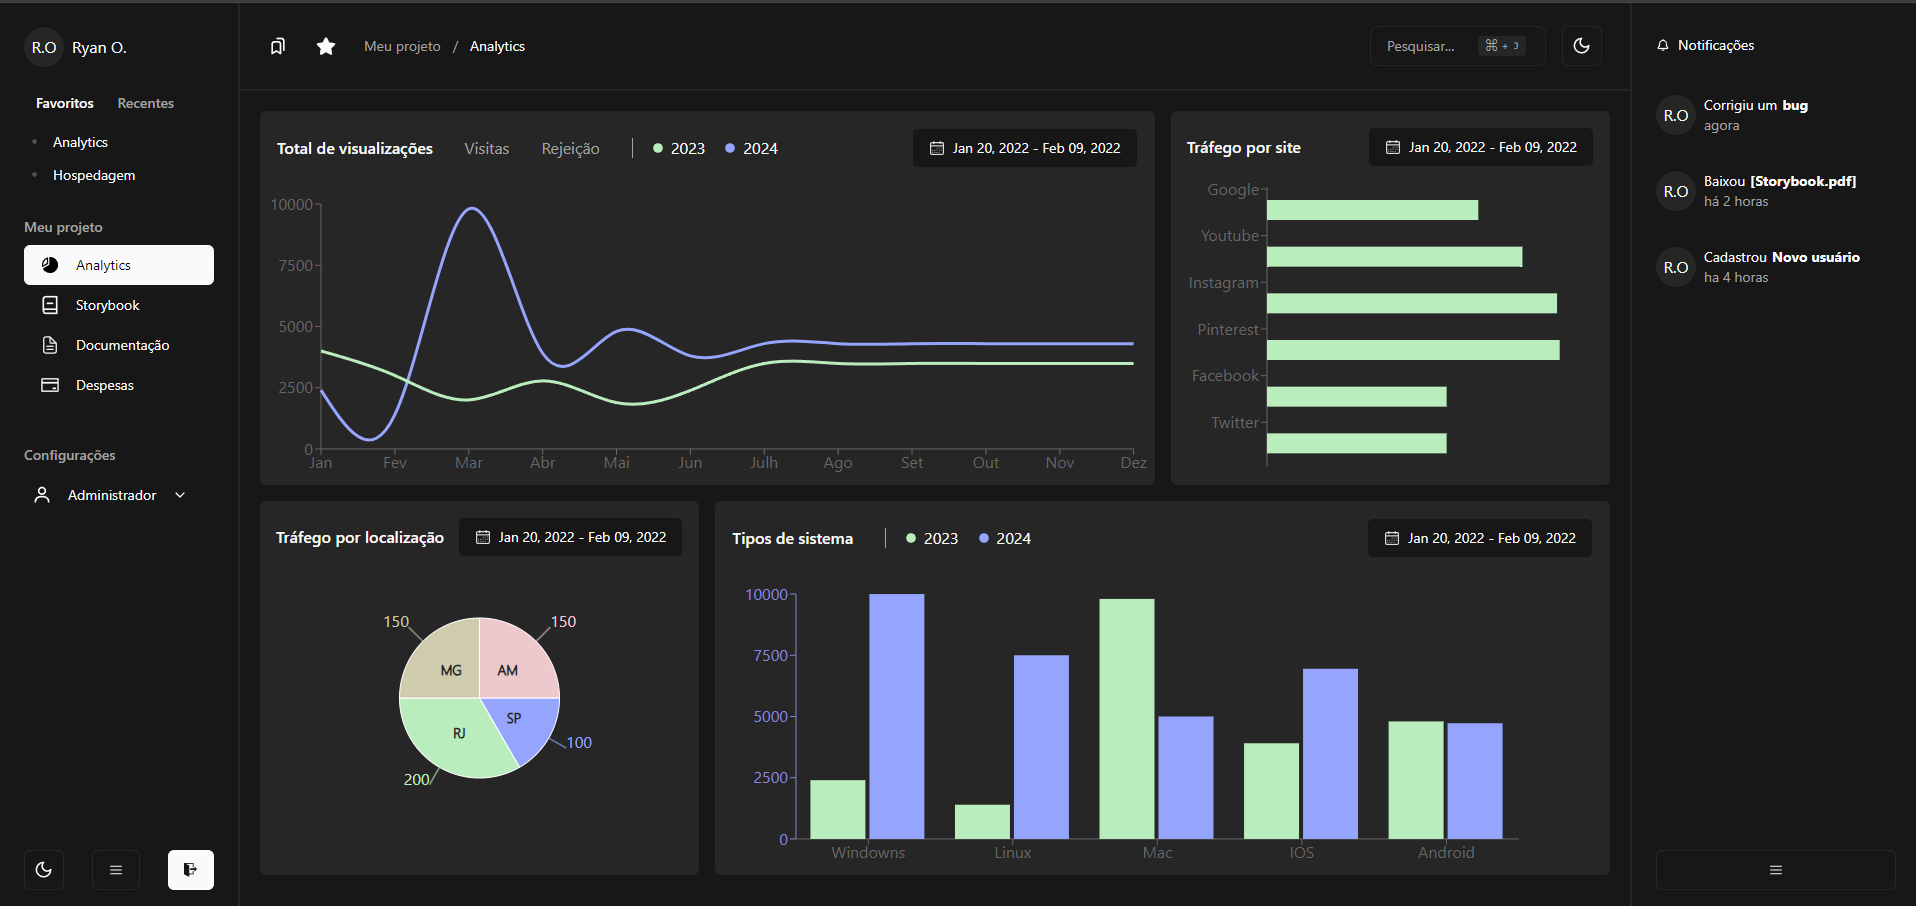 R.O Ryan O.
Favoritos Recentes
Analytics
Hospedagem
Meu projeto
Analytics
Storybook
Documentação
Despesas
Configurações
Administrador
Meu projeto / Analytics
Pesquisar... ⌘ + J
Total de visualizações Visitas Rejeição 2023 2024 Jan 20, 2022 - Feb 09, 2022
10000
7500
5000
2500
0
Jan Fev Mar Abr Mai Jun Julh Ago Set Out Nov Dez
Tráfego por site Jan 20, 2022 - Feb 09, 2022
Google
Youtube
Instagram
Pinterest
Facebook
Twitter
Tráfego por localização Jan 20, 2022 - Feb 09, 2022
150 150
MG AM
SP
RJ
100
200
Tipos de sistema 2023 2024 Jan 20, 2022 - Feb 09, 2022
10000
7500
5000
2500
0
Windowns Linux Mac IOS Android
Notificações
R.O Corrigiu um bug
agora
R.O Baixou [Storybook.pdf]
há 2 horas
R.O Cadastrou Novo usuário
ha 4 horas